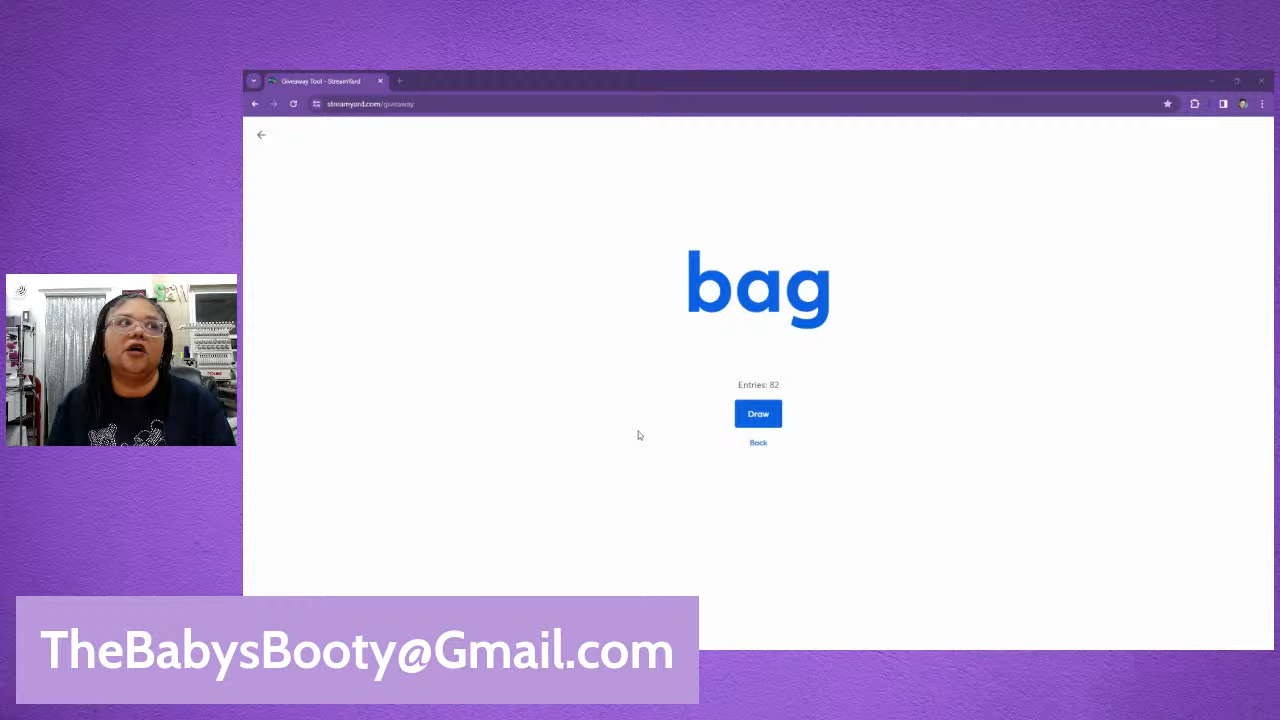 Giveaway Tool - StreamYard
streamyard.com/giveaway
bag
Entries: 82
Draw
Back
TheBabysBooty@Gmail.com